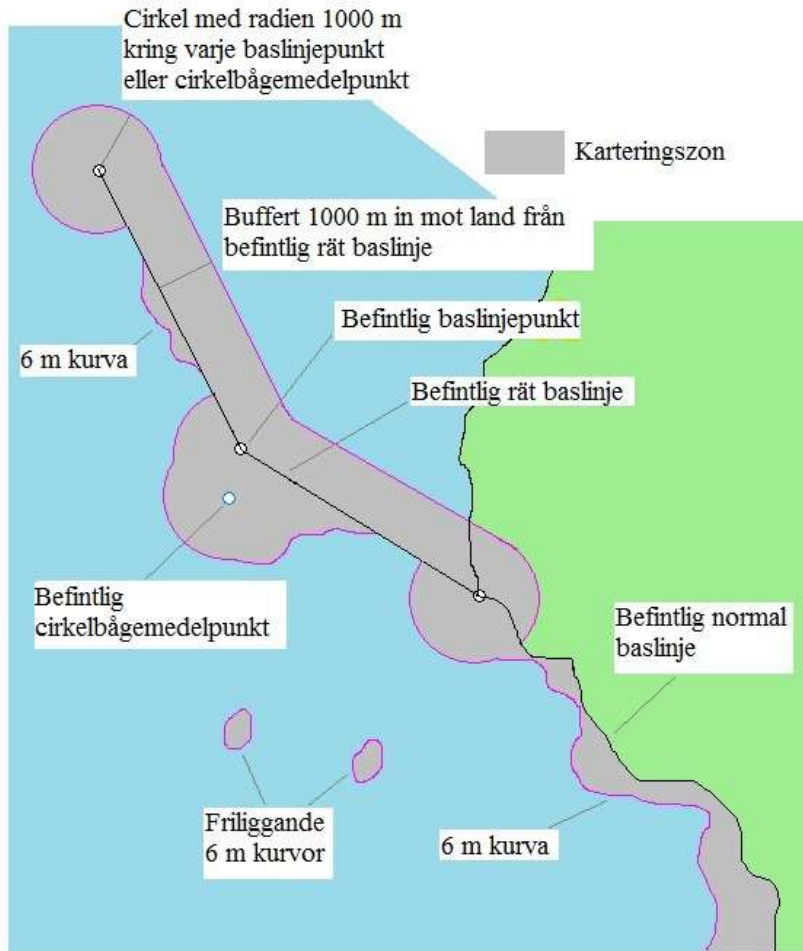 Cirkel med radien 1000 m
kring varje baslinjepunkt
eller cirkelbågemedelpunkt
Karteringszon
Buffert 1000 m in mot land från
befintlig rät baslinje
Befintlig baslinjepunkt
6 m kurva
Befintlig rät baslinje
Befintlig
cirkelbågemedelpunkt
Befintlig normal
baslinje
Friliggande
6 m kurvor
6 m kurva